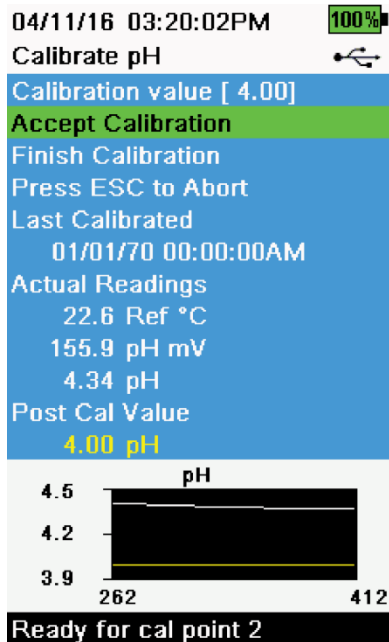 04/11/16 03:20:02PM 100%
Calibrate pH
Calibration value [ 4.00]
Accept Calibration
Finish Calibration
Press ESC to Abort
Last Calibrated
01/01/70 00:00:00AM
Actual Readings
22.6 Ref °C
155.9 pH mV
4.34 pH
Post Cal Value
4.00 pH
pH
4.5
4.2
3.9
262 412
Ready for cal point 2